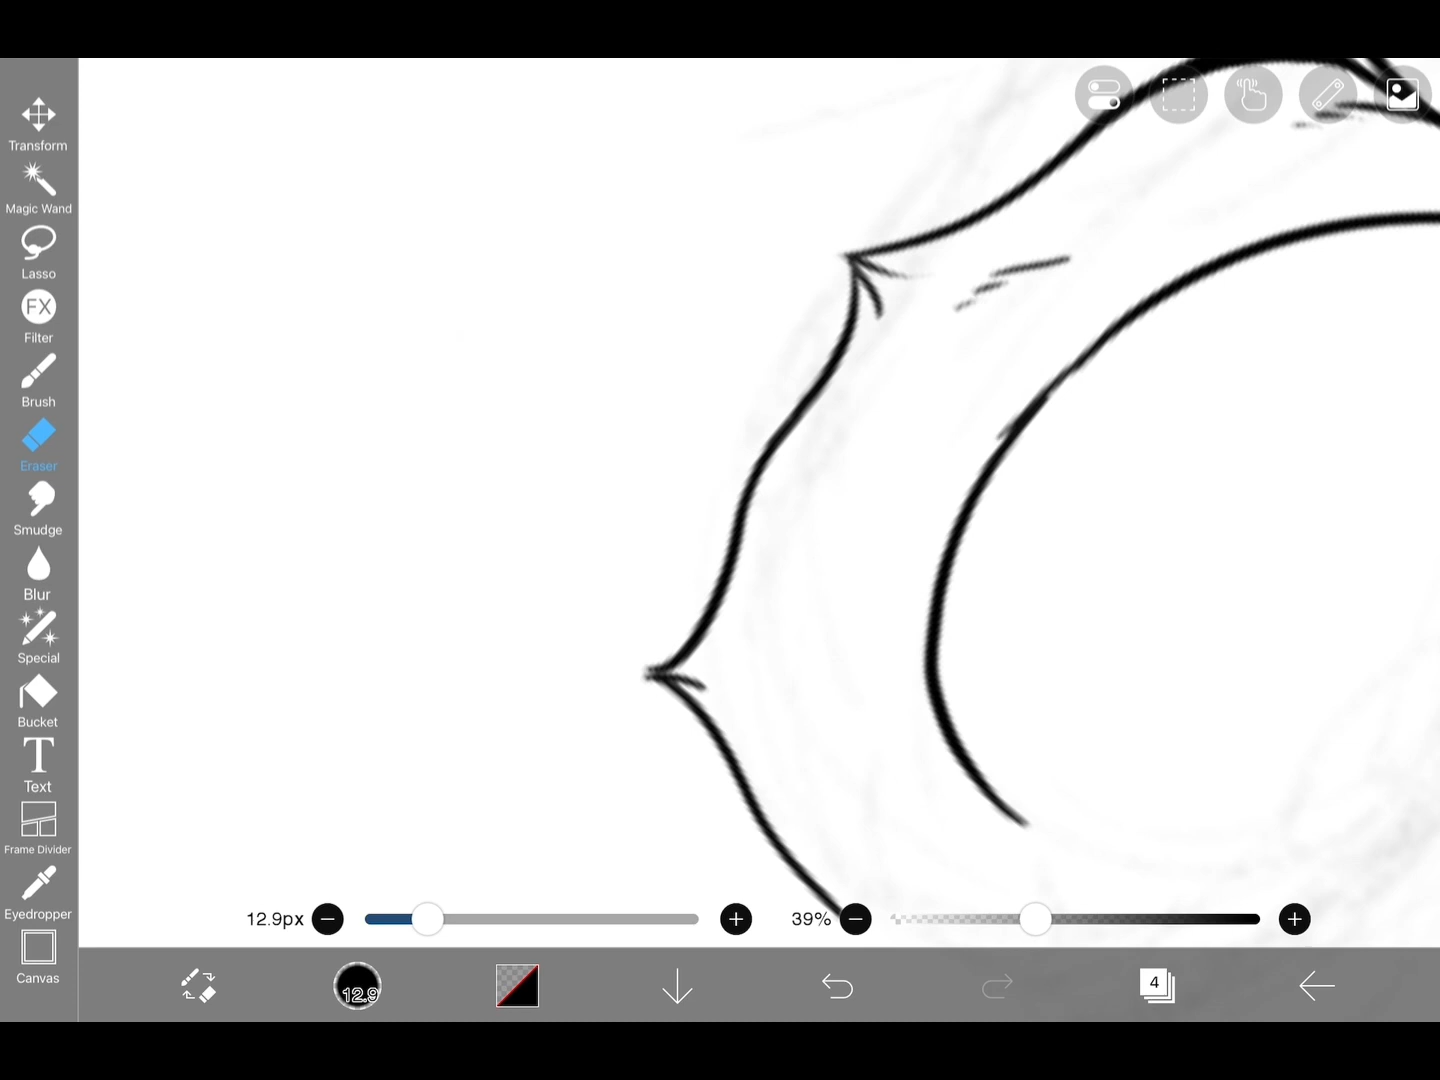 Transform
Magic Wand
Lasso
FX
Filter
Brush
Eraser
Smudge
Blur
Special
Bucket
T
Text
Frame Divider
Eyedropper
Canvas
12.9px
39%
12.9
4